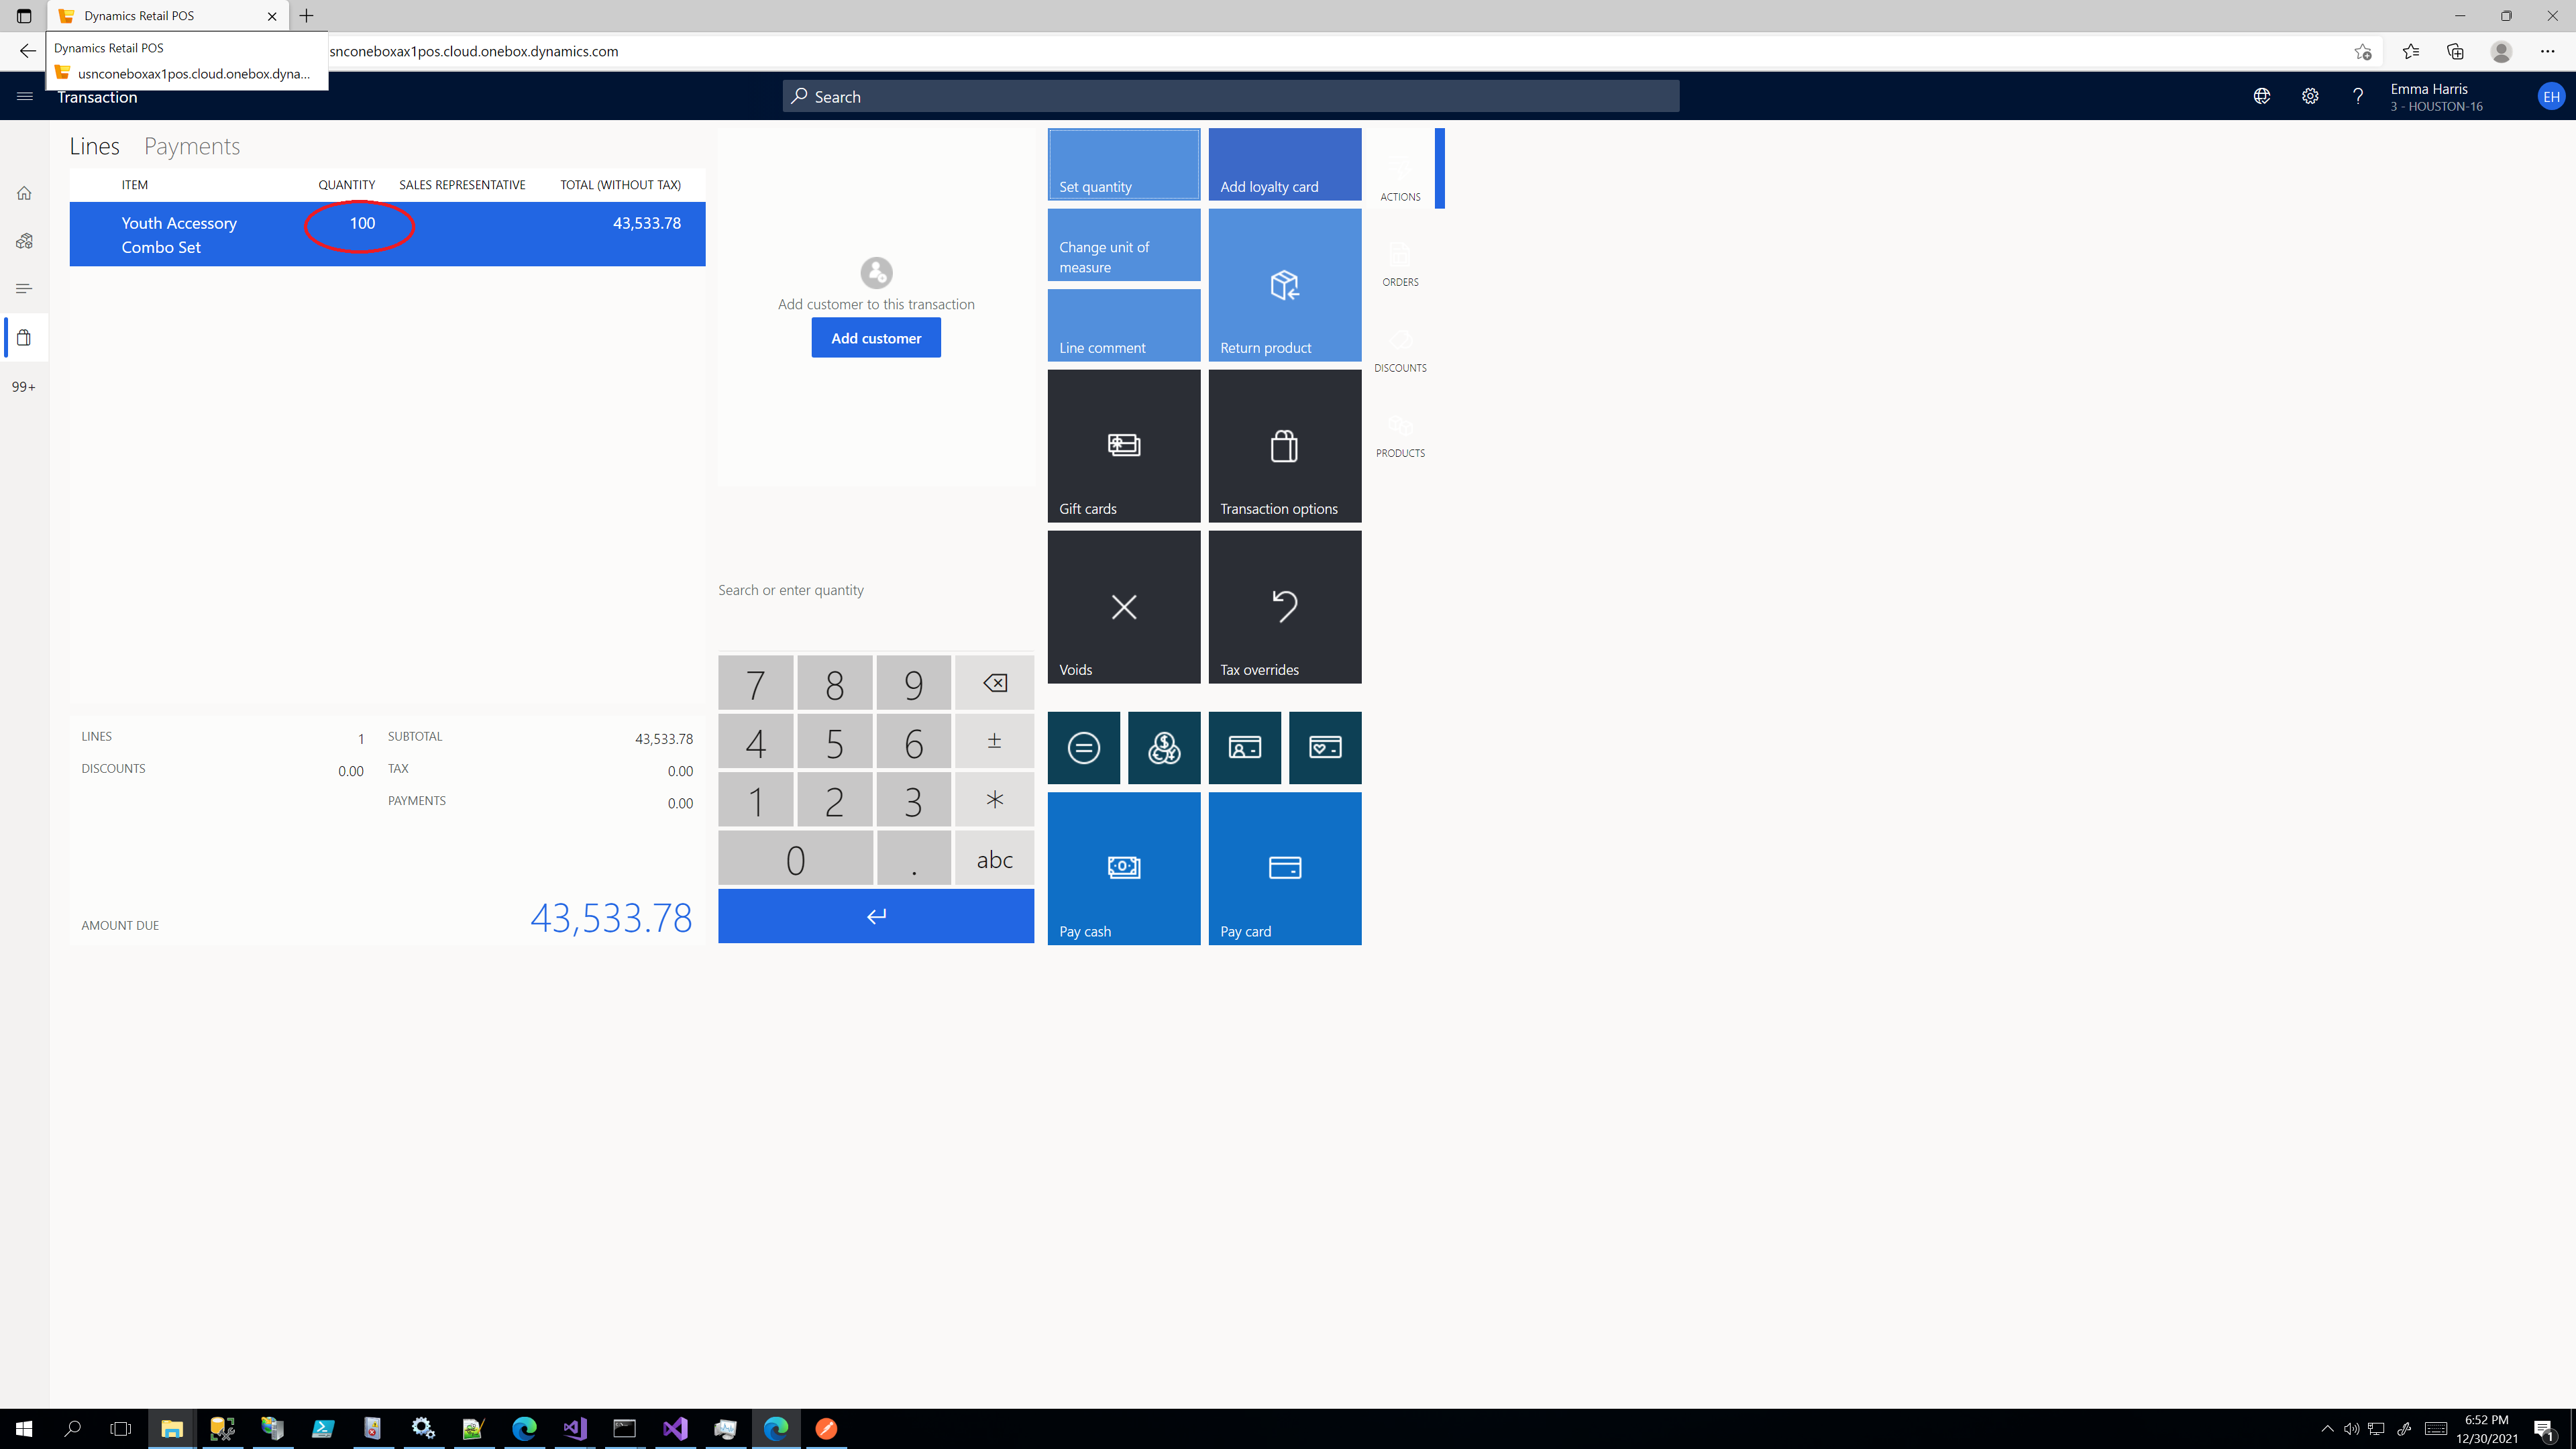 Dynamics Retail POS
Dynamics Retail POS
usnconeboxax1pos.cloud.onebox.dyna...
snconeboxax1pos.cloud.onebox.dynamics.com
Transaction
Search
Emma Harris
3 - HOUSTON-16
EH
Lines Payments
ITEM QUANTITY SALES REPRESENTATIVE TOTAL (WITHOUT TAX)
Youth Accessory 100 43,533.78
Combo Set
99+
Add customer to this transaction
Add customer
Search or enter quantity
7 8 9
4 5 6 ±
1 2 3 *
0 . abc
LINES 1 SUBTOTAL 43,533.78
DISCOUNTS 0.00 TAX 0.00
PAYMENTS 0.00
AMOUNT DUE 43,533.78
Set quantity
Add loyalty card
Change unit of
measure
Line comment
Return product
Gift cards
Transaction options
Voids
Tax overrides
Pay cash
Pay card
ACTIONS
ORDERS
DISCOUNTS
PRODUCTS
6:52 PM
12/30/2021
1